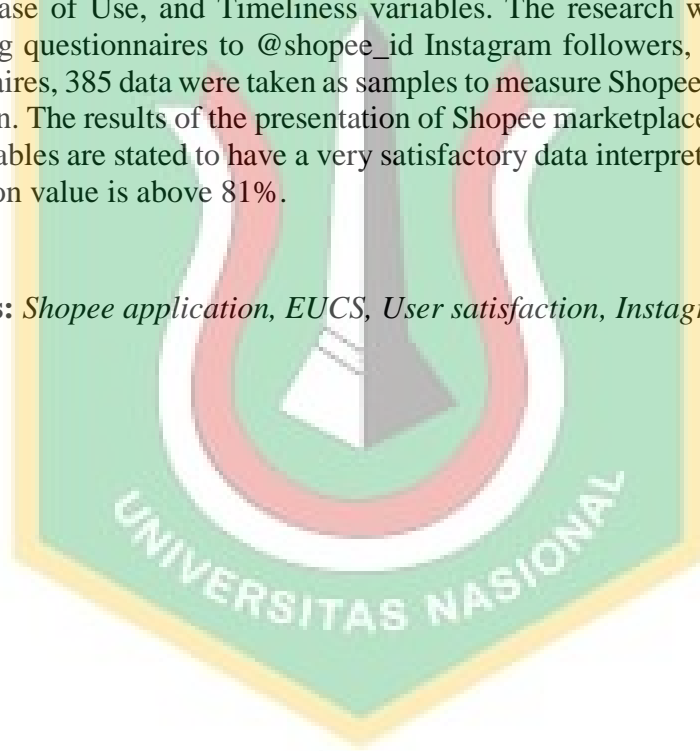 ase of Use, and Timeliness variables. The research w
g questionnaires to @shopee_id Instagram followers,
aires, 385 data were taken as samples to measure Shopee
n. The results of the presentation of Shopee marketplace
ables are stated to have a very satisfactory data interpret
on value is above 81%.
s: Shopee application, EUCS, User satisfaction, Instagr
UNIVERSITAS NASIONAL